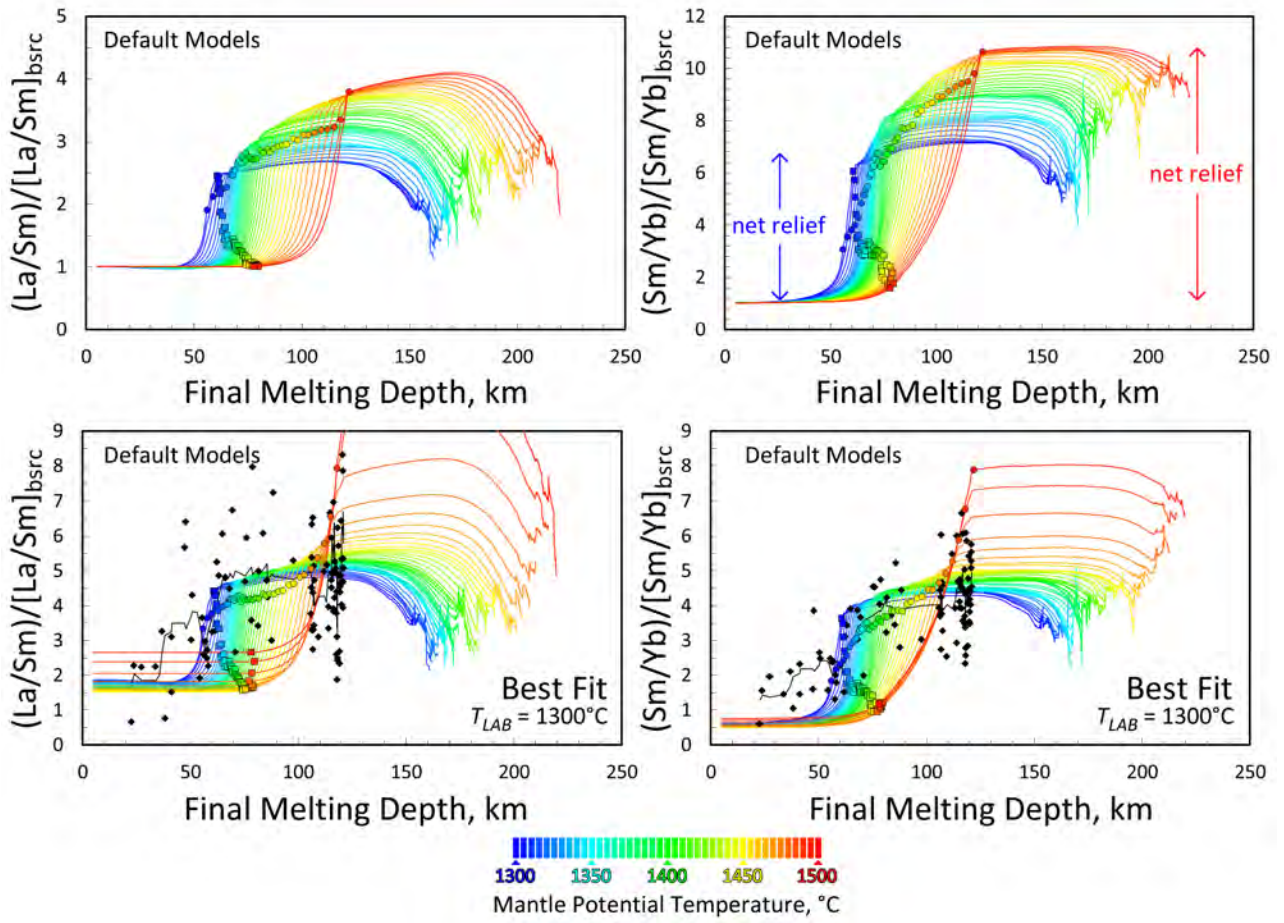 Default Models
(La/Sm)/[La/Sm]bsrc
5
4
3
2
1
0
0 50 100 150 200 250
Final Melting Depth, km
Default Models
(Sm/Yb)/[Sm/Yb]bsrc
12
10
8
6
4
2
0
net relief
net relief
0 50 100 150 200 250
Final Melting Depth, km
Default Models
(La/Sm)/[La/Sm]bsrc
9
8
7
6
5
4
3
2
1
0
Best Fit
TLAB = 1300°C
0 50 100 150 200 250
Final Melting Depth, km
Default Models
(Sm/Yb)/[Sm/Yb]bsrc
9
8
7
6
5
4
3
2
1
0
Best Fit
TLAB = 1300°C
0 50 100 150 200 250
Final Melting Depth, km
1300 1350 1400 1450 1500
Mantle Potential Temperature, °C